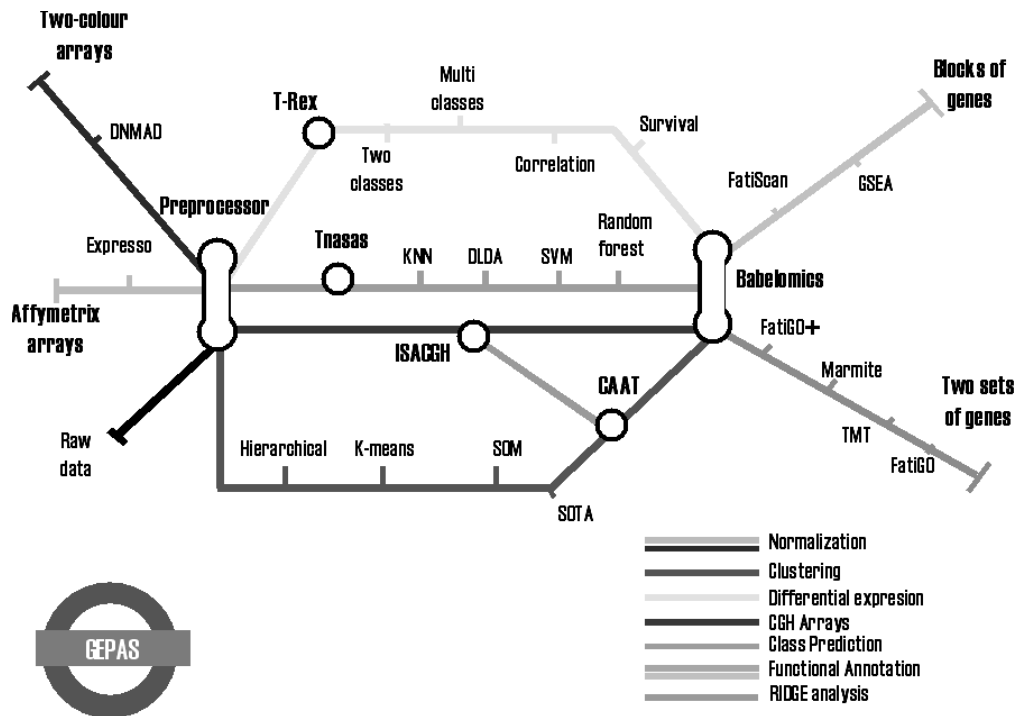 Two-colour
arrays
DNMAD
Preprocessor
Expresso
Affymetrix
arrays
Raw
data
T-Rex
Multi
classes
Two
classes
Correlation
Survival
Tnasas
KNN
DLDA
SVM
Random
forest
ISACGH
CAAT
Hierarchical
K-means
SOM
SOTA
Blocks of
genes
FatiScan
GSEA
Babelomics
FatiGO+
Marmite
TMT
FatiGO
Two sets
of genes
Normalization
Clustering
Differential expresion
CGH Arrays
Class Prediction
Functional Annotation
RIDGE analysis
GEPAS